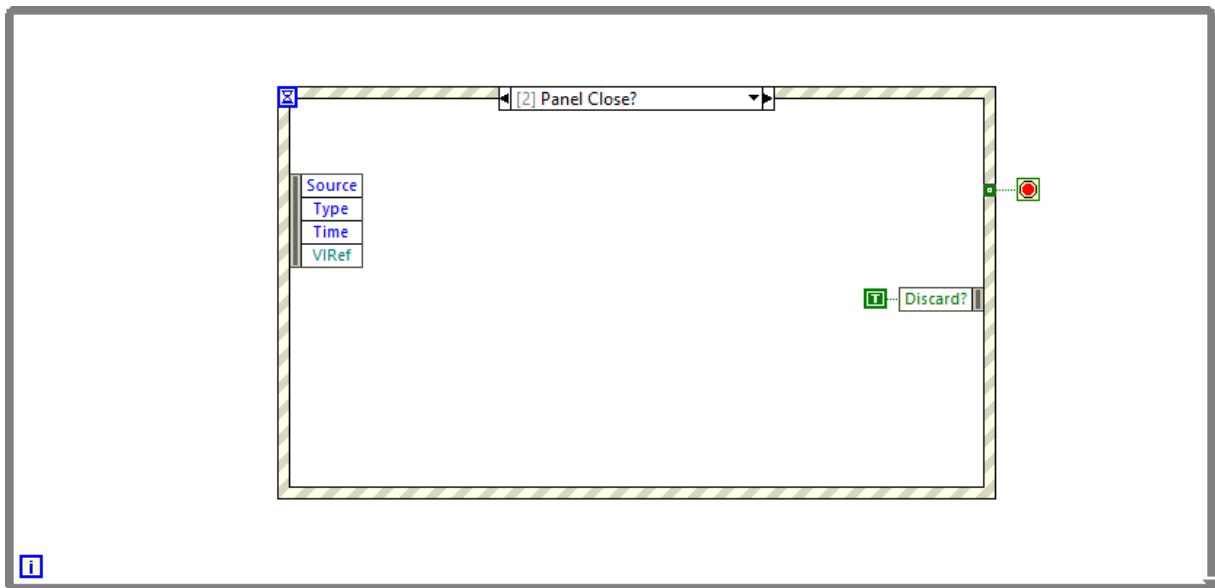 [2] Panel Close?
Source
Type
Time
VIRef
T
Discard?
i